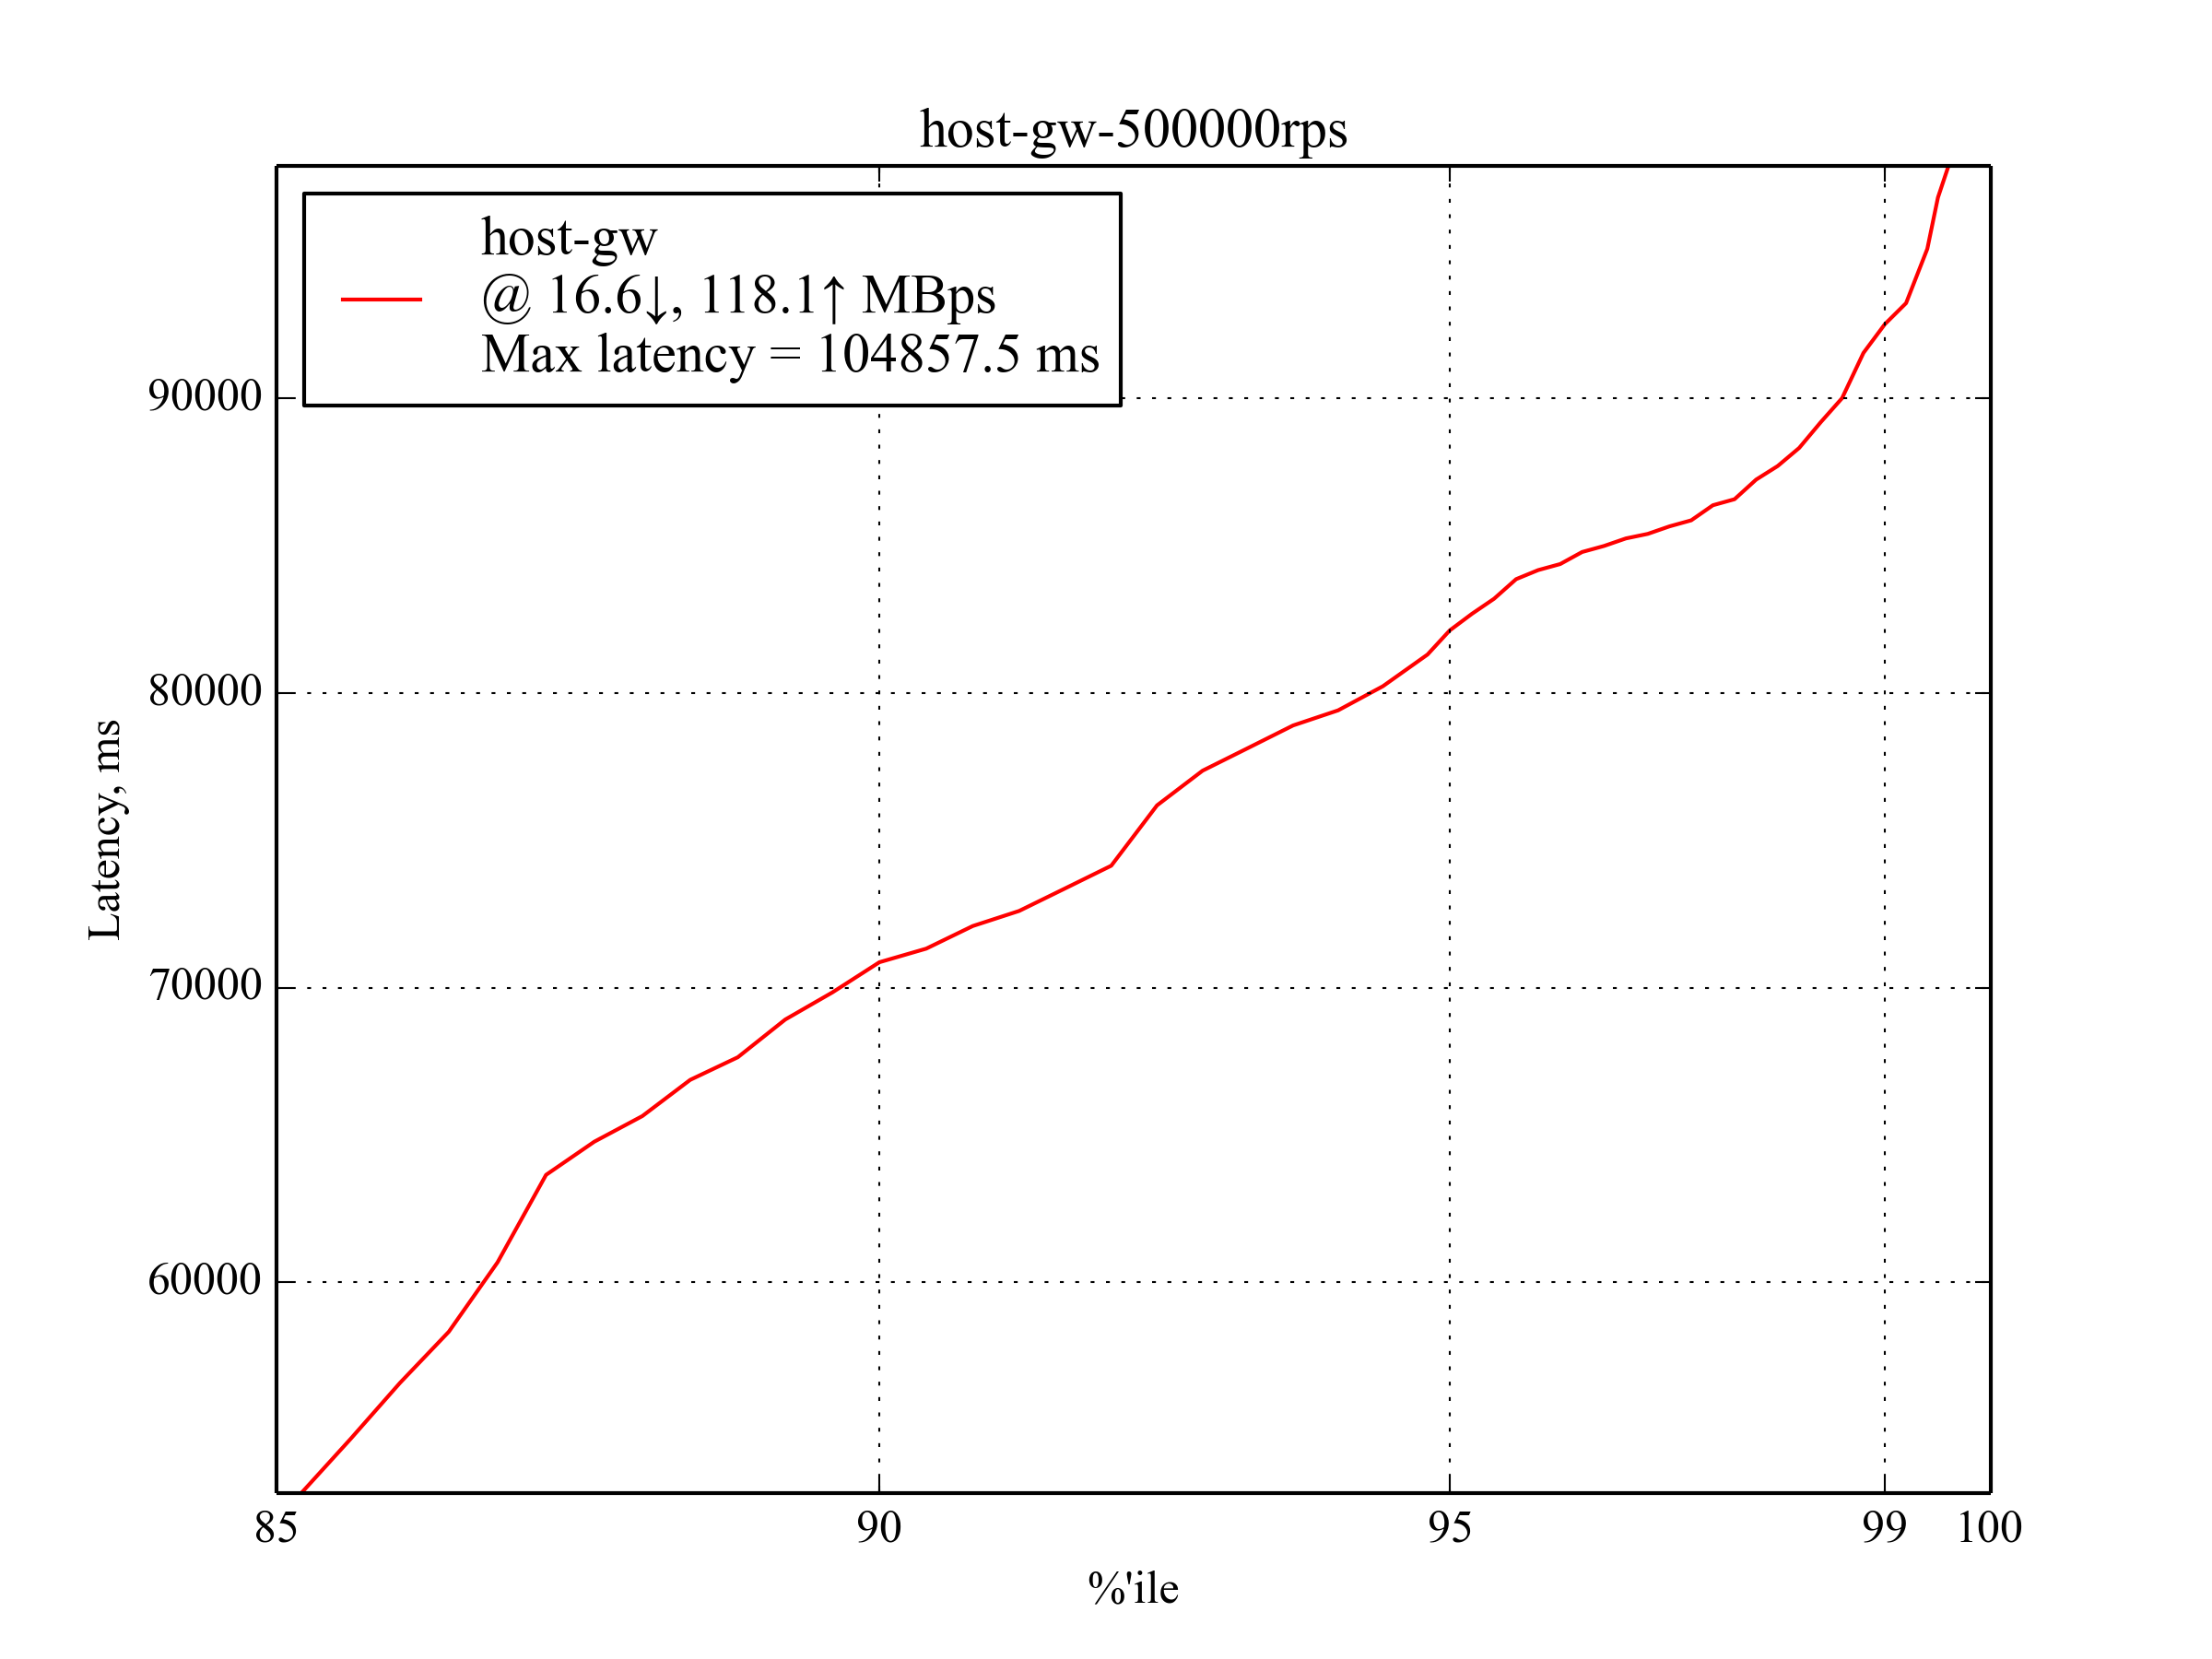 host-gw-500000rps
host-gw
@ 16.6↓, 118.1↑ MBps
Max latency = 104857.5 ms
90000
80000
70000
60000
Latency, ms
85 90 95 99 100
%'ile